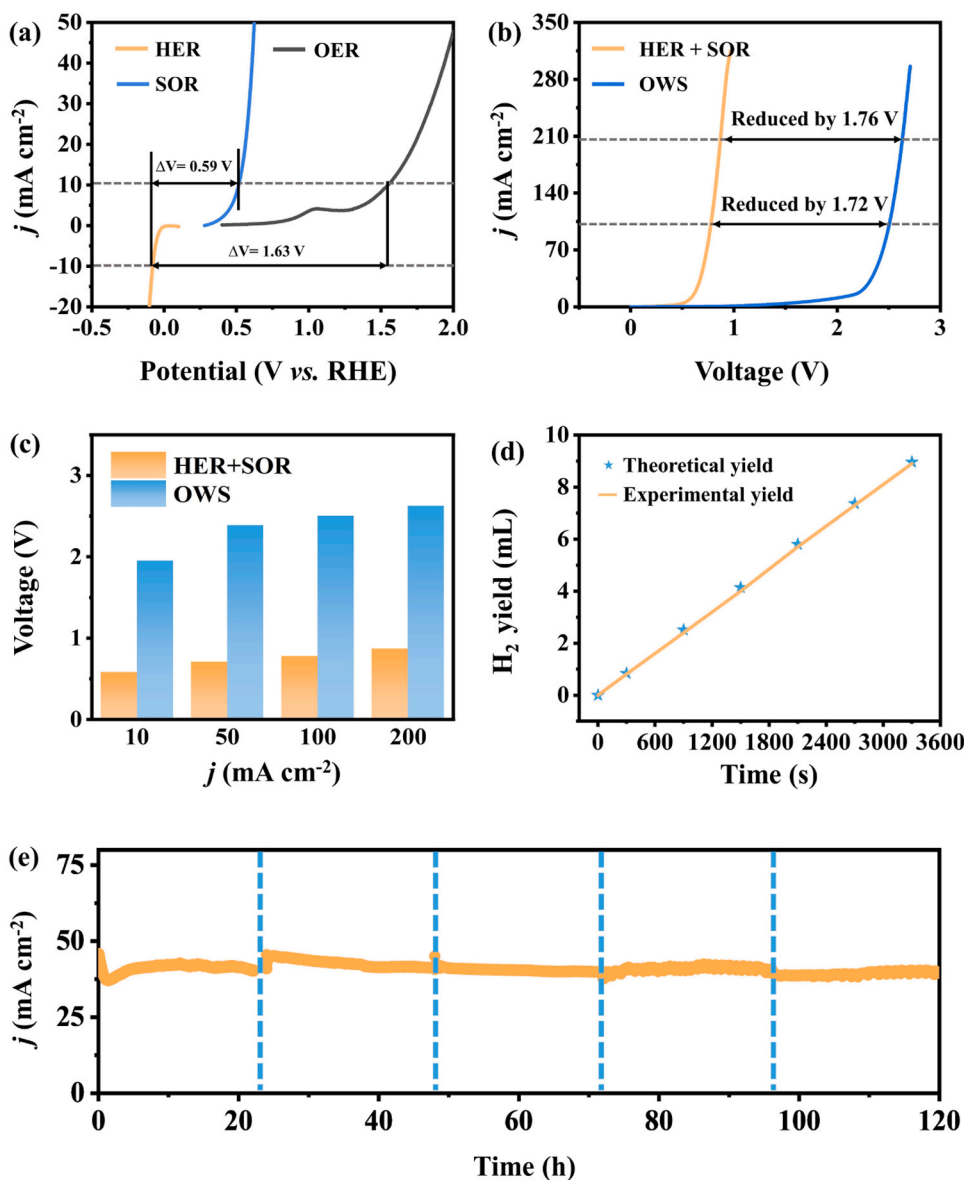 (a)
HER
OER
SOR
ΔV= 0.59 V
ΔV= 1.63 V
j (mA cm-2)
50
40
30
20
10
0
-10
-20
-0.5
0.0
0.5
1.0
1.5
2.0
Potential (V vs. RHE)
(b)
HER + SOR
OWS
Reduced by 1.76 V
Reduced by 1.72 V
j (mA cm-2)
350
280
210
140
70
0
0
1
2
3
Voltage (V)
(c)
HER+SOR
OWS
Voltage (V)
3
2
1
0
10
50
100
200
j (mA cm-2)
(d)
Theoretical yield
Experimental yield
H2 yield (mL)
10
8
6
4
2
0
0
600
1200
1800
2400
3000
3600
Time (s)
(e)
j (mA cm-2)
75
50
25
0
0
20
40
60
80
100
120
Time (h)